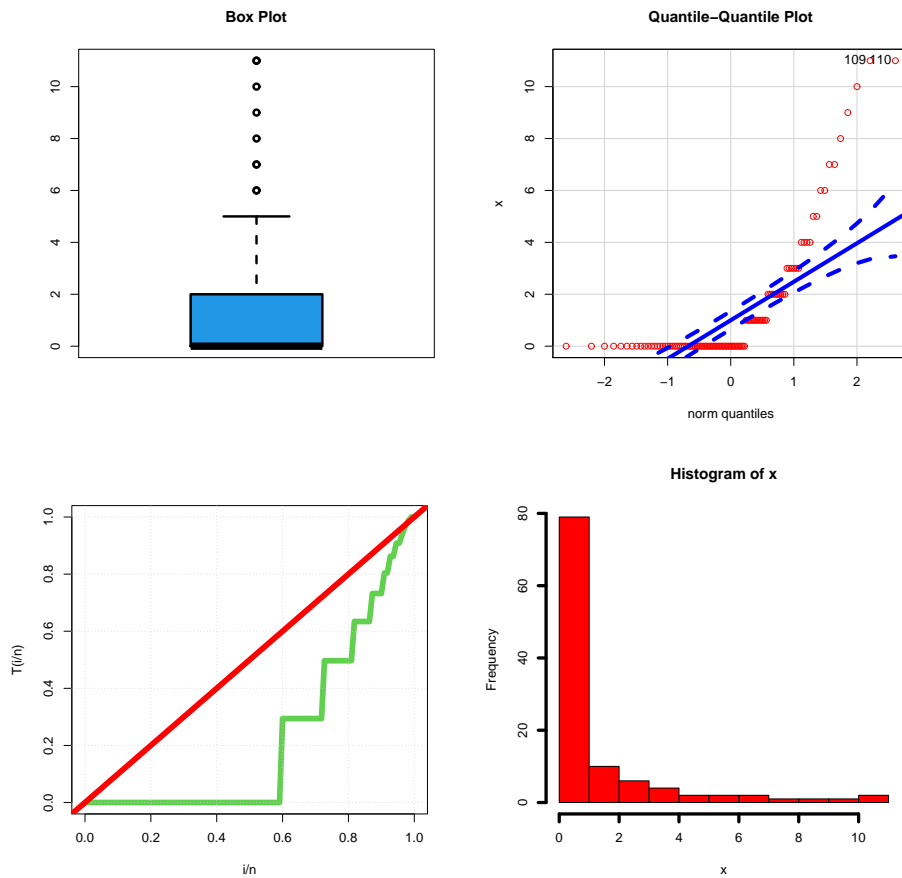 Box Plot
0 2 4 6 8 10
Quantile−Quantile Plot
109 110
x
0 2 4 6 8 10
−2 −1 0 1 2
norm quantiles
T(i/n)
0.0 0.2 0.4 0.6 0.8 1.0
0.0 0.2 0.4 0.6 0.8 1.0
i/n
Histogram of x
Frequency
0 20 40 60 80
0 2 4 6 8 10
x